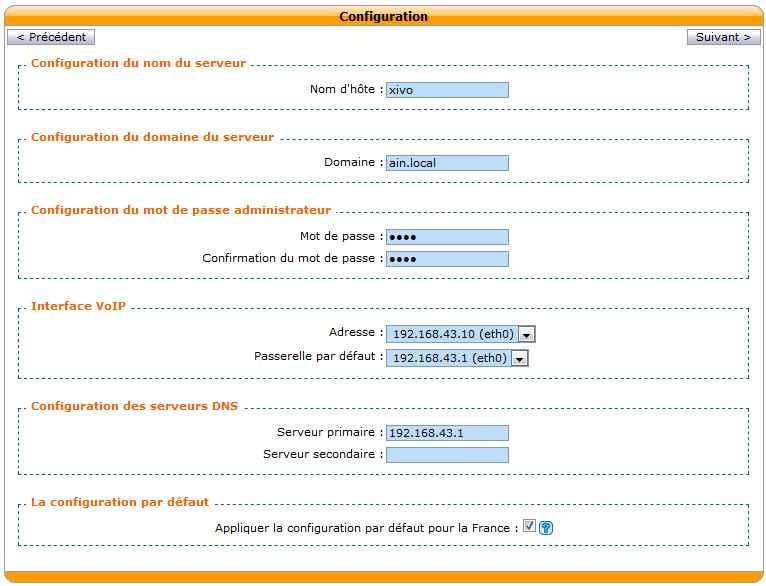 Configuration
< Précédent
Suivant >
Configuration du nom du serveur
Nom d'hôte : xivo
Configuration du domaine du serveur
Domaine : ain.local
Configuration du mot de passe administrateur
Mot de passe : ●●●●
Confirmation du mot de passe : ●●●●
Interface VoIP
Adresse : 192.168.43.10 (eth0)
Passerelle par défaut : 192.168.43.1 (eth0)
Configuration des serveurs DNS
Serveur primaire : 192.168.43.1
Serveur secondaire :
La configuration par défaut
Appliquer la configuration par défaut pour la France : ?